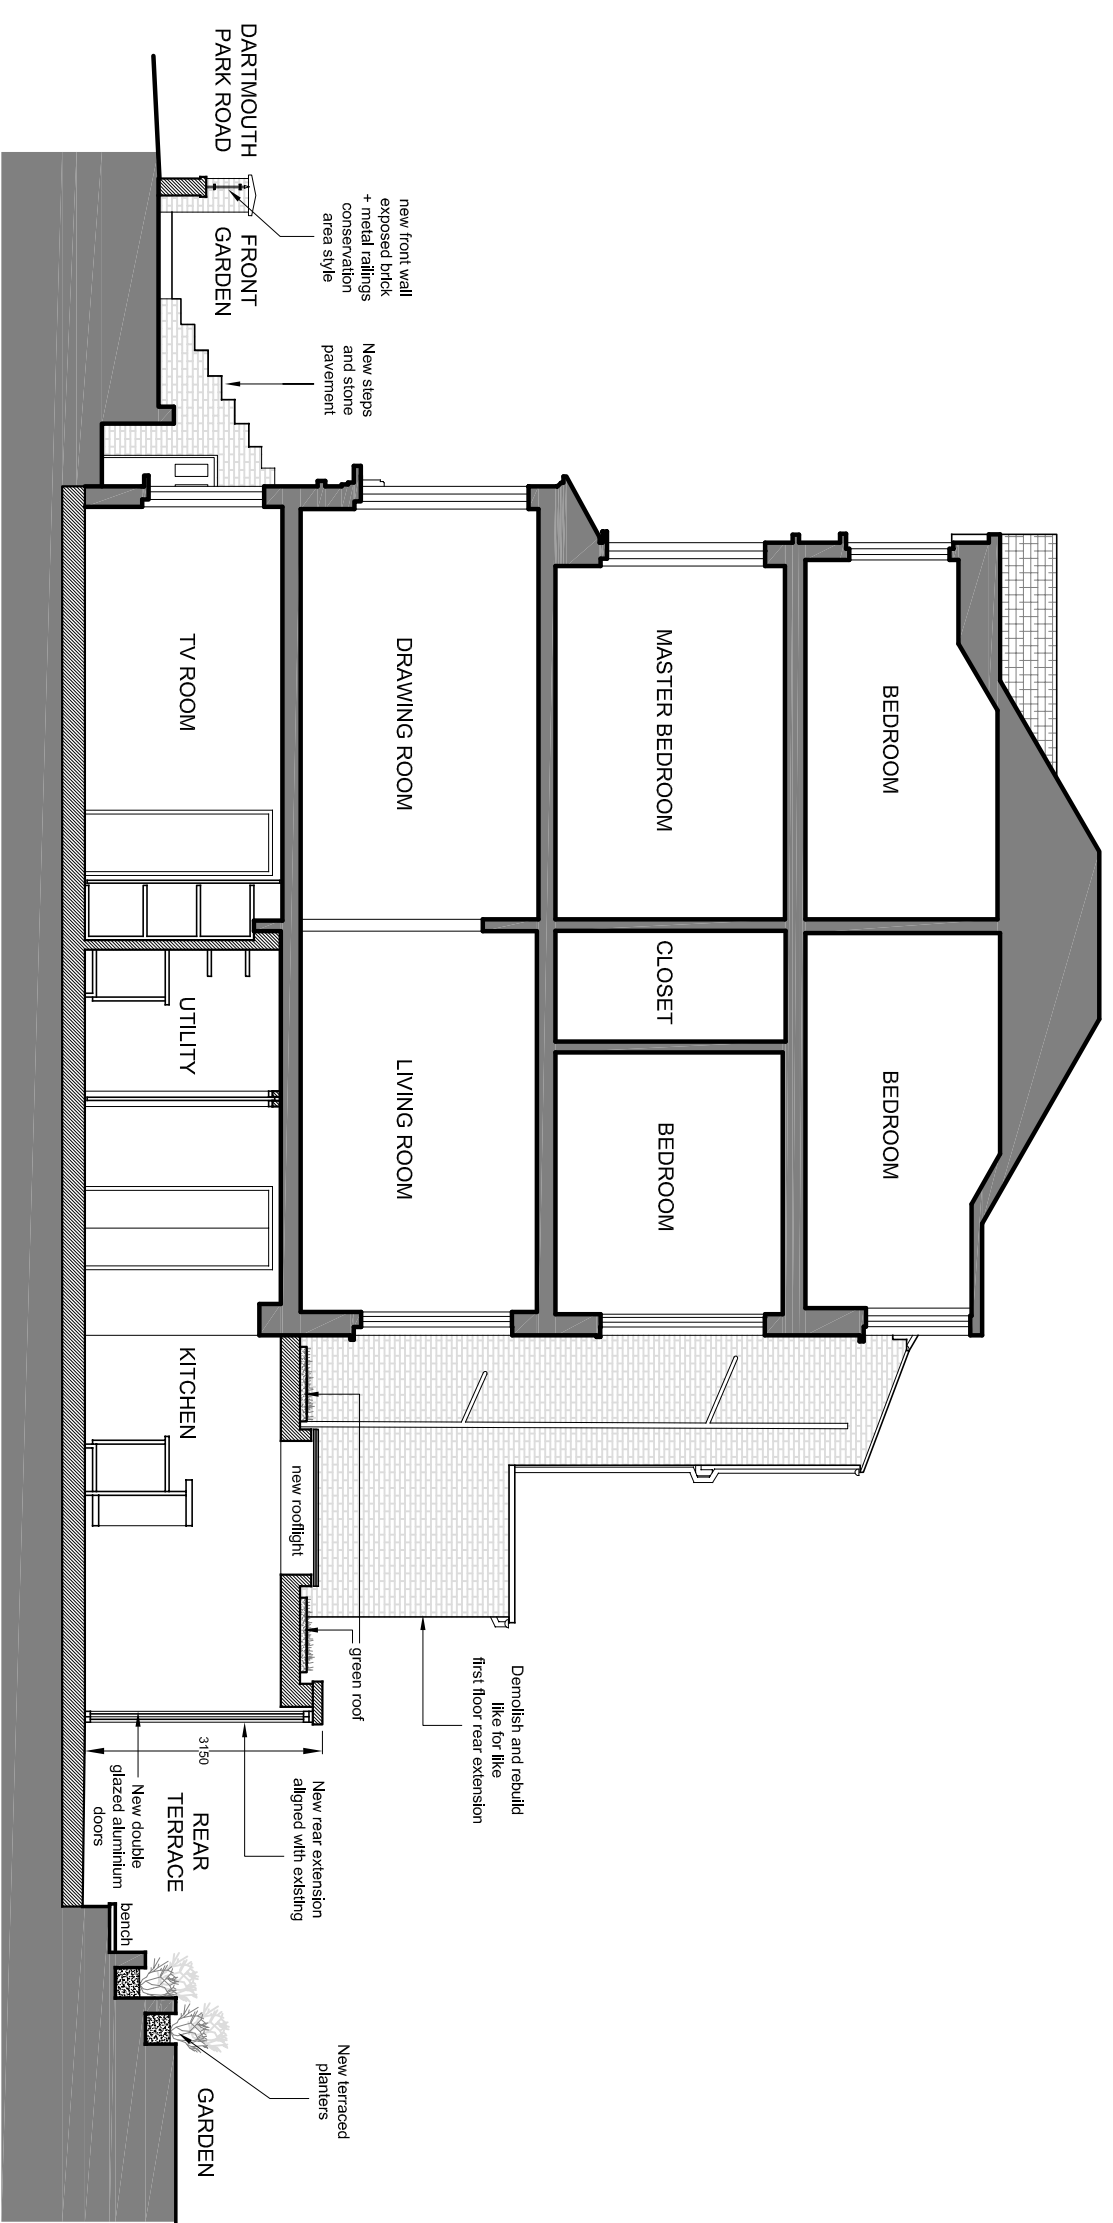 DARTMOUTH
PARK ROAD
new front wall
exposed brick
+ metal railings
conservation
area style
FRONT
GARDEN
New steps
and stone
pavement
BEDROOM
BEDROOM
MASTER BEDROOM
CLOSET
BEDROOM
DRAWING ROOM
LIVING ROOM
TV ROOM
UTILITY
KITCHEN
new rooflight
green roof
Demolish and rebuild
like for like
first floor rear extension
3150
New rear extension
aligned with existing
New double
glazed aluminium
doors
REAR
TERRACE
bench
New terraced
planters
GARDEN